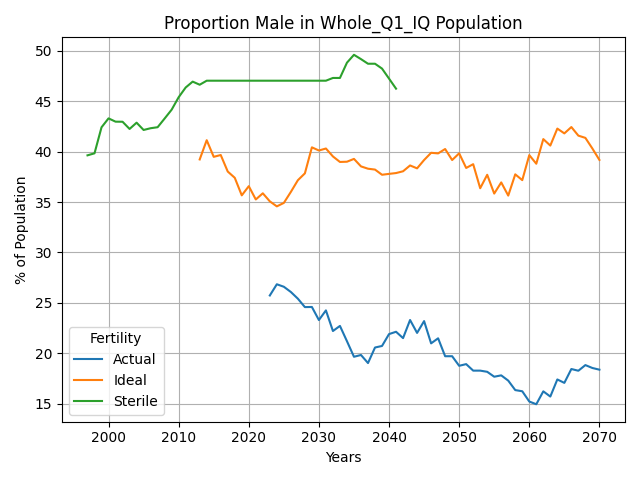 Proportion Male in Whole_Q1_IQ Population
% of Population
50
45
40
35
30
25
20
15
Fertility
Actual
Ideal
Sterile
2000 2010 2020 2030 2040 2050 2060 2070
Years